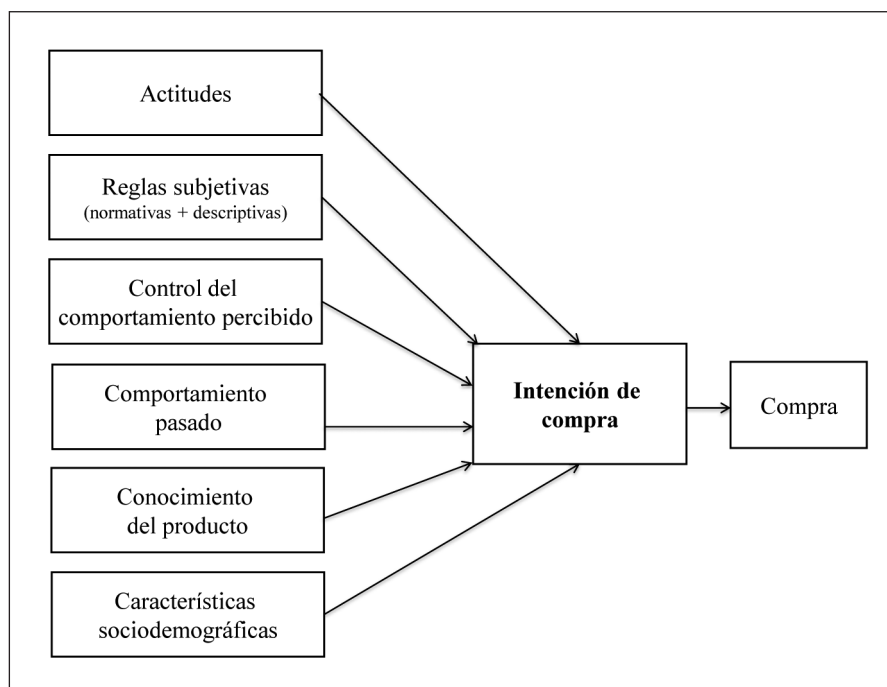 Actitudes
Reglas subjetivas
(normativas + descriptivas)
Control del
comportamiento percibido
Comportamiento
pasado
Conocimiento
del producto
Características
sociodemográficas
Intención de
compra
Compra